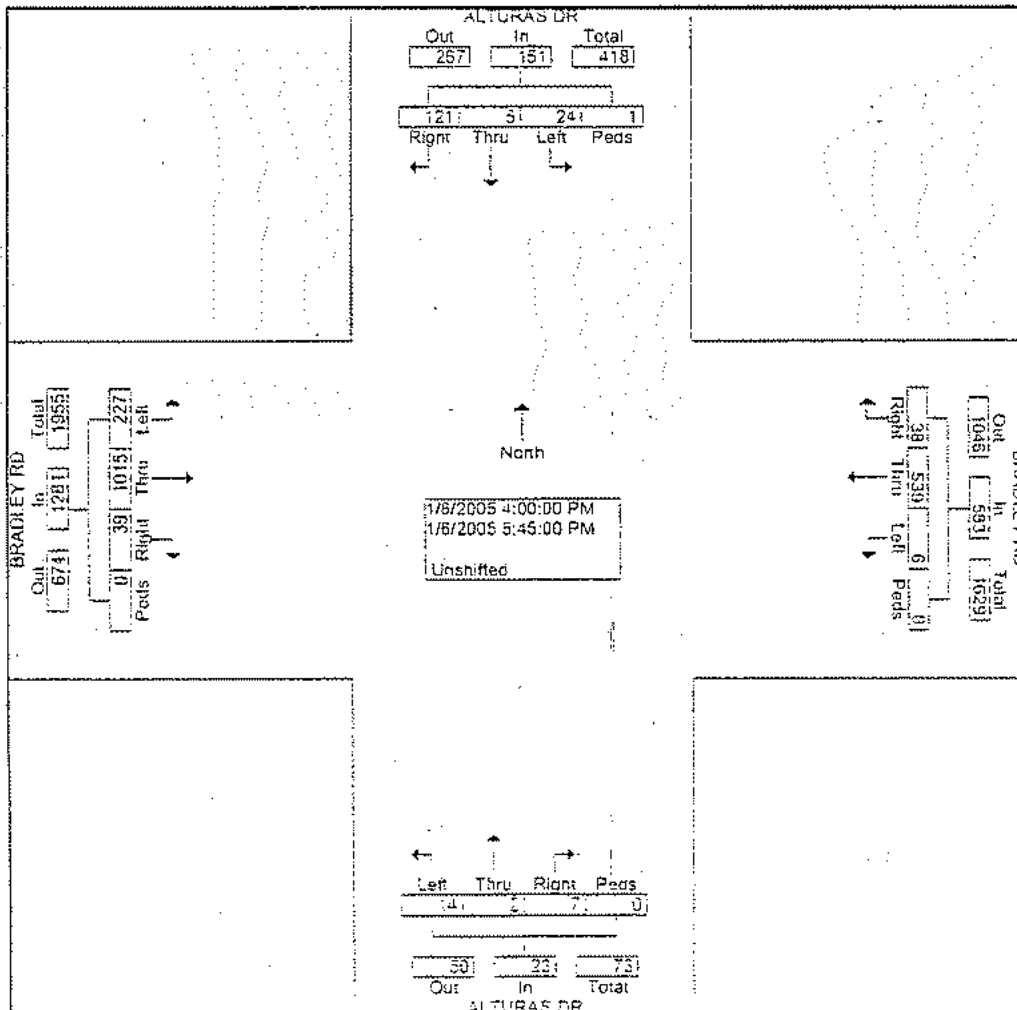 ALTURAS DR
Out In Total
267 151 418
121 5 24 1
Right Thru Left Peds
BRADLEY RD
Total In Out
1955 1281 674
227 1015 39 0
Left Thru Right Peds
North
1/6/2005 4:00:00 PM
1/6/2005 5:45:00 PM
Unshifted
Out In Total
1046 583 1629
38 539 6 0
Right Thru Left Peds
Left Thru Right Peds
14 2 7 0
50 23 73
Out In Total
ALTURAS DR